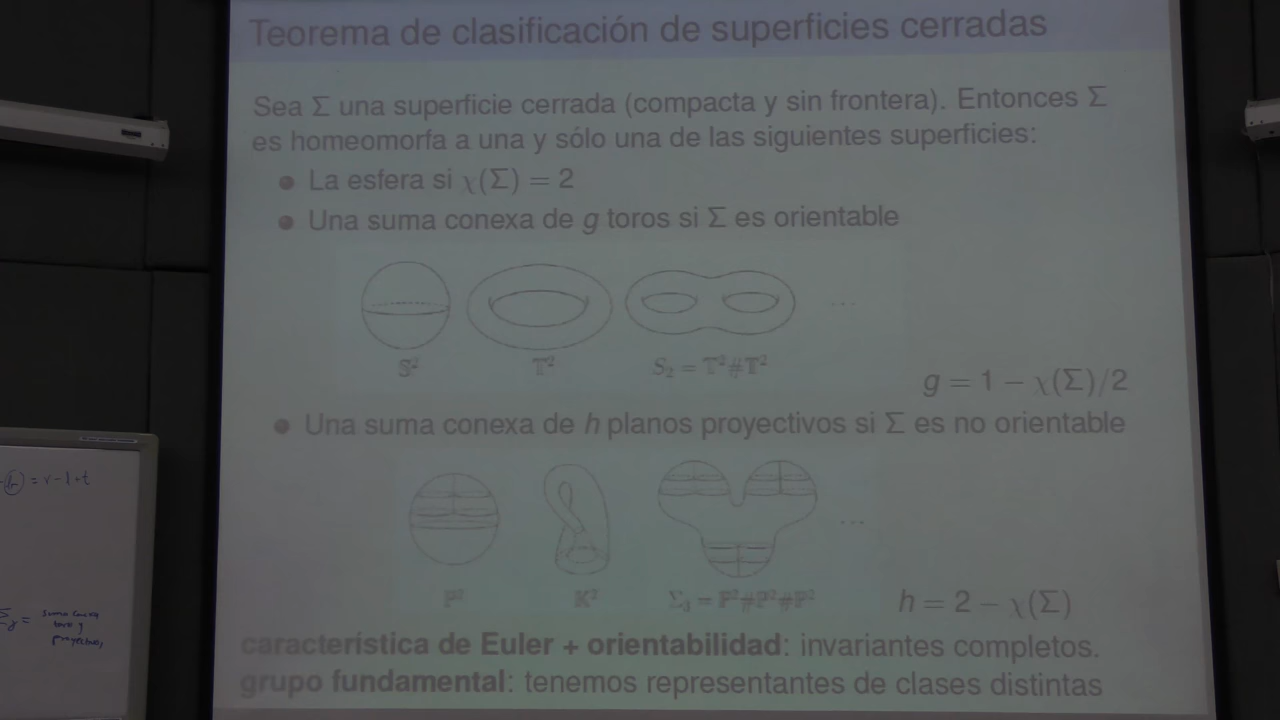 Teorema de clasificación de superficies cerradas
Sea Σ una superficie cerrada (compacta y sin frontera). Entonces Σ
es homeomorfa a una y sólo una de las siguientes superficies:
● La esfera si χ(Σ) = 2
● Una suma conexa de g toros si Σ es orientable
...
𝕊² 𝕋² S₂ = 𝕋²#𝕋²
g = 1 − χ(Σ)/2
● Una suma conexa de h planos proyectivos si Σ es no orientable
...
ℙ² 𝕂² Σ₃ = ℙ²#ℙ²#ℙ²
h = 2 − χ(Σ)
característica de Euler + orientabilidad: invariantes completos.
grupo fundamental: tenemos representantes de clases distintas
= v - l + t
toro y